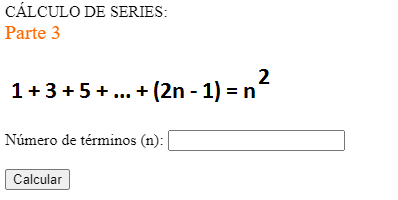 CÁLCULO DE SERIES:
Parte 3
1 + 3 + 5 + ... + (2n - 1) = n²
Número de términos (n):
Calcular